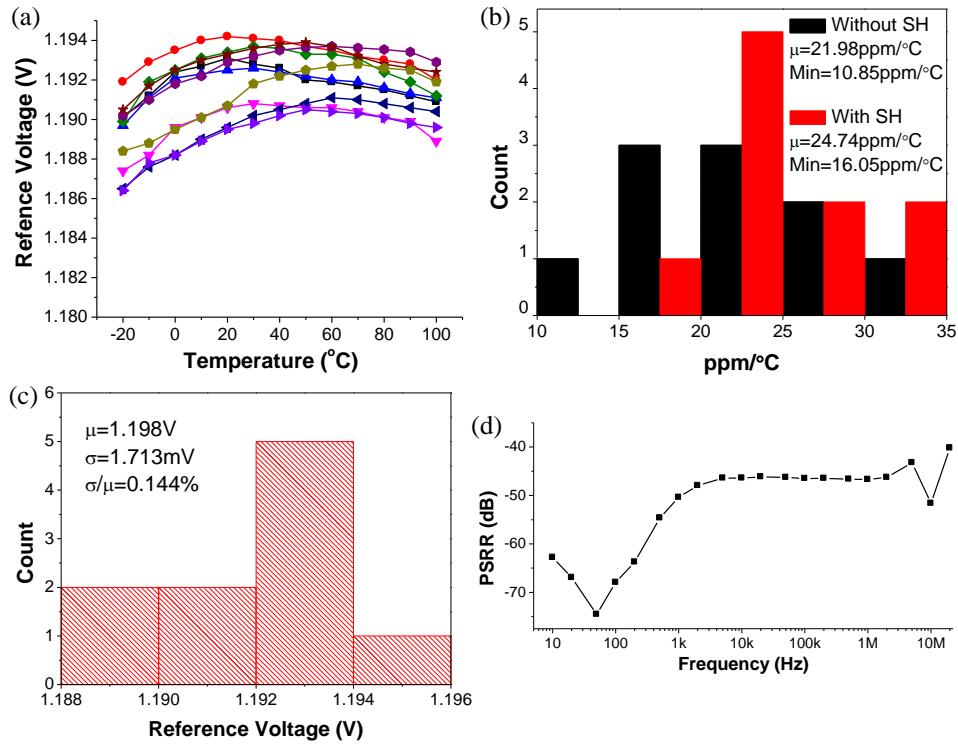 (a)
Refence Voltage (V)
1.194
1.192
1.190
1.188
1.186
1.184
1.182
1.180
-20 0 20 40 60 80 100
Temperature (°C)
(b)
Count
5
4
3
2
1
0
Without SH
μ=21.98ppm/°C
Min=10.85ppm/°C
With SH
μ=24.74ppm/°C
Min=16.05ppm/°C
10 15 20 25 30 35
ppm/°C
(c)
Count
6
5
4
3
2
1
0
μ=1.198V
σ=1.713mV
σ/μ=0.144%
1.188 1.190 1.192 1.194 1.196
Reference Voltage (V)
(d)
PSRR (dB)
-40
-50
-60
-70
10 100 1k 10k 100k 1M 10M
Frequency (Hz)